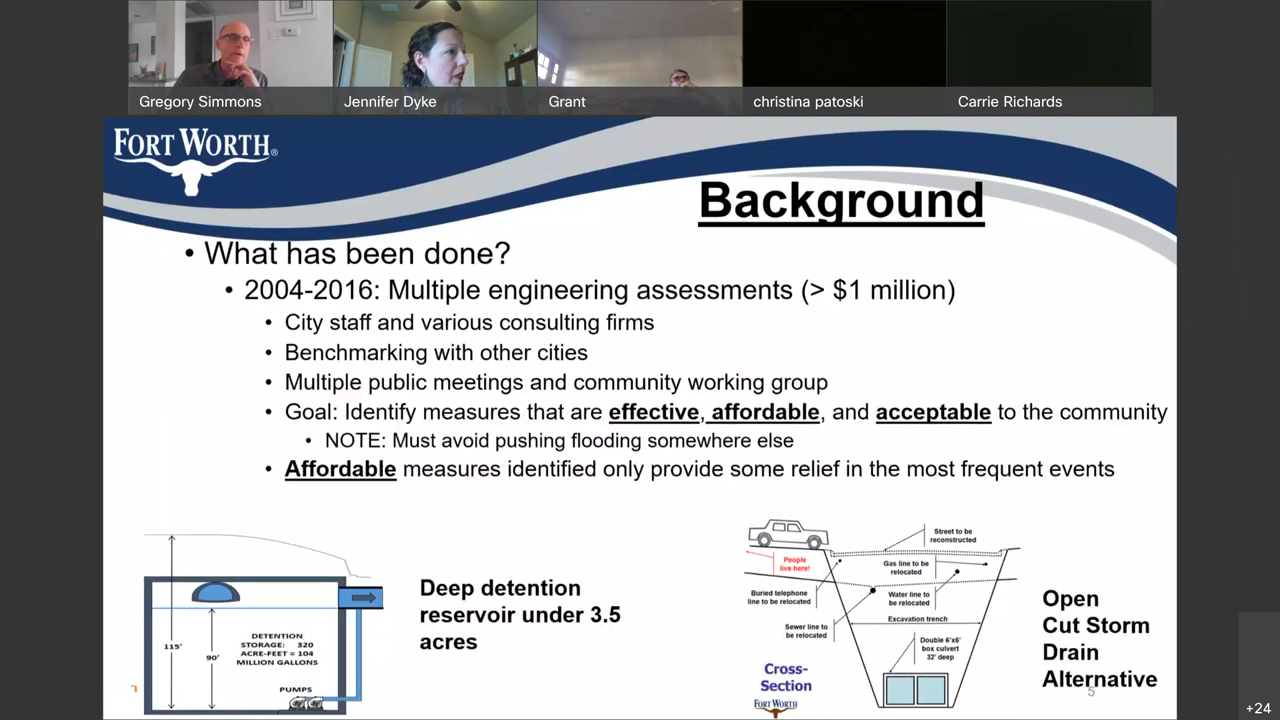 Gregory Simmons
Jennifer Dyke
Grant
christina patoski
Carrie Richards
FORT WORTH®
Background
• What has been done?
• 2004-2016: Multiple engineering assessments (> $1 million)
• City staff and various consulting firms
• Benchmarking with other cities
• Multiple public meetings and community working group
• Goal: Identify measures that are effective, affordable, and acceptable to the community
• NOTE: Must avoid pushing flooding somewhere else
• Affordable measures identified only provide some relief in the most frequent events
115'
90'
DETENTION
STORAGE: 320
ACRE-FEET = 104
MILLION GALLONS
PUMPS
Deep detention
reservoir under 3.5
acres
Street to be
reconstructed
People
live here!
Gas line to be
relocated
Buried telephone
line to be relocated
Water line to
be relocated
Sewer line to
be relocated
Excavation trench
Double 6'x6'
box culvert
32' deep
Cross-
Section
FORT WORTH
Open
Cut Storm
Drain
Alternative
5
+24